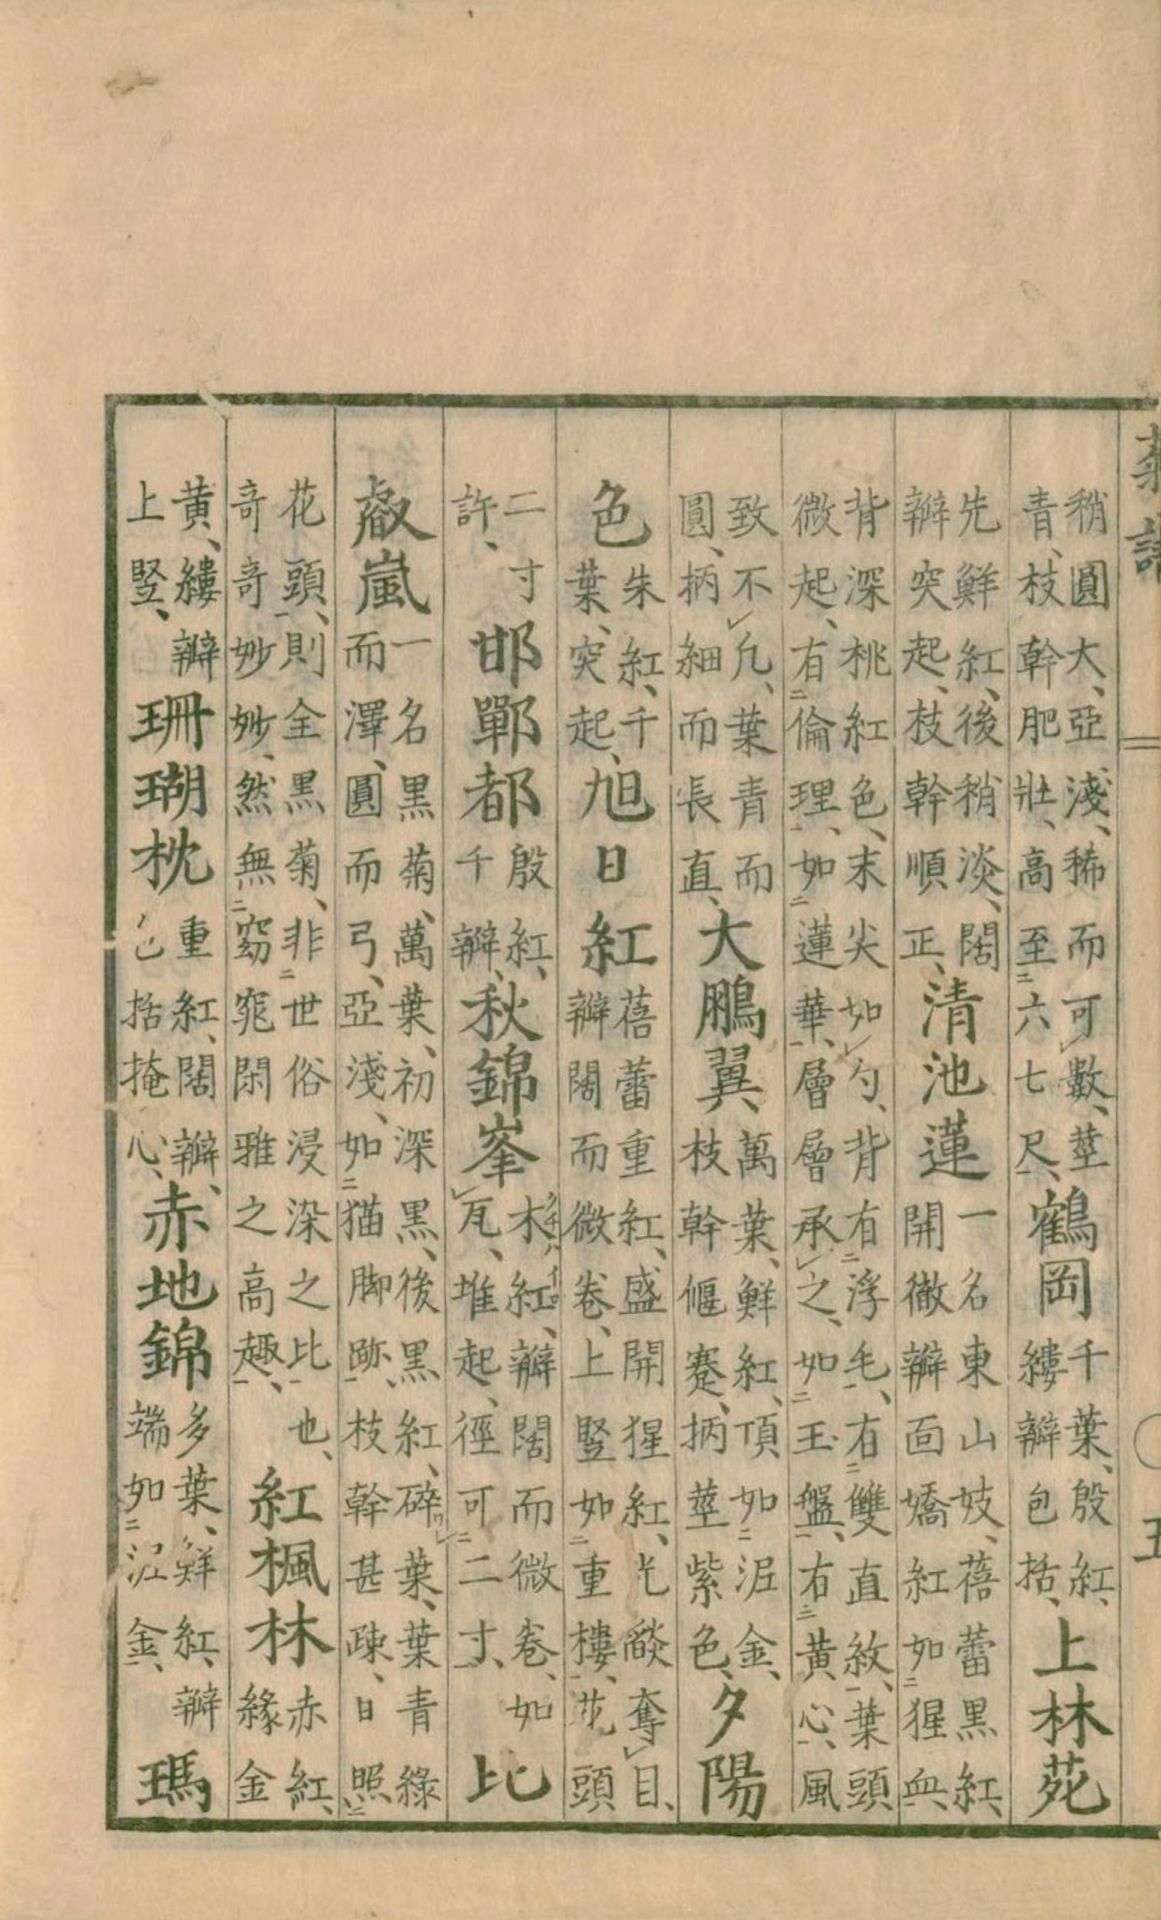 菊譜 五
稍圓大、亞淺、稀而可數、莖青、枝幹肥壯、高至六七尺、鶴岡千葉、殷紅、縷瓣包括、上林苑
先鮮紅、後稍淡、闊瓣突起、枝幹順正、清池蓮一名東山妓、蓓蕾黑紅、開徹瓣面嬌紅如猩血、
背深桃紅色、末尖如勺、背有浮毛、有雙直紋、葉頭微起、有倫理、如蓮華、層層承之、如玉盤、右黃心、風
致不凡、葉青而圓、柄細而長直、大鵬翼、萬葉、鮮紅、頂如泥金、枝幹偃蹇、柄莖紫色、夕陽
色朱紅、千葉、突起、旭日紅蓓蕾重紅、盛開猩紅、光燄奪目、瓣闊而微卷、上豎如重樓、花頭
二寸許、邯鄲都殷紅、千瓣、秋錦峯木紅、瓣闊而微卷、如瓦、堆起、徑可二寸、比
叡嵐一名黑菊、萬葉、初深黑、後黑紅、碎葉、葉青綠而澤、圓而弓、亞淺、如猫脚跡、枝幹甚疎、日照
花頭、則全黑菊、非世俗浸深之比也、奇奇妙妙、然無窈窕閑雅之高趣、紅楓林赤紅、緣金
黃、縷瓣上豎、珊瑚枕重紅、闊瓣、包括掩心、赤地錦多葉、鮮紅、瓣端如泥金、瑪